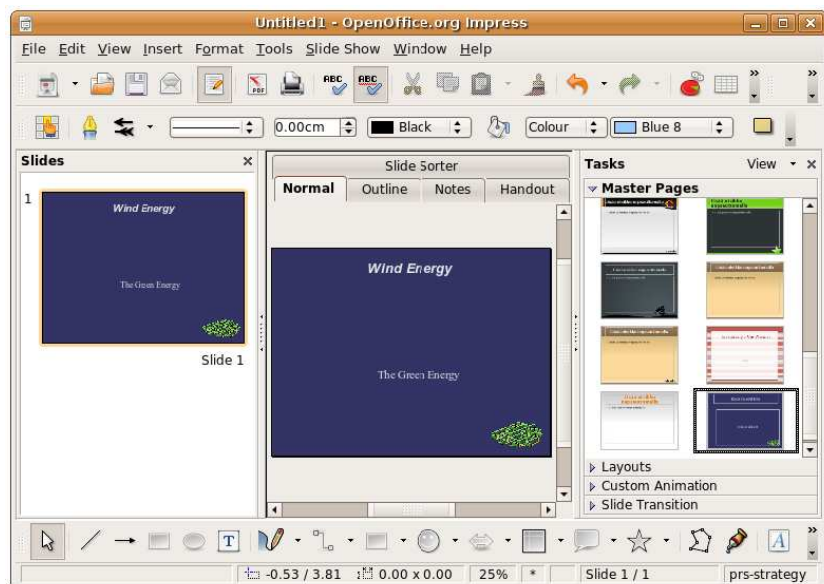 Untitled1 - OpenOffice.org Impress
File Edit View Insert Format Tools Slide Show Window Help
PDF ABC ABC
0.00cm Black Colour Blue 8
Slides
1
Wind Energy
The Green Energy
Slide 1
Slide Sorter
Normal Outline Notes Handout
Wind Energy
The Green Energy
Tasks View
Master Pages
Layouts
Custom Animation
Slide Transition
T A
-0.53 / 3.81 0.00 x 0.00 25% * Slide 1 / 1 prs-strategy